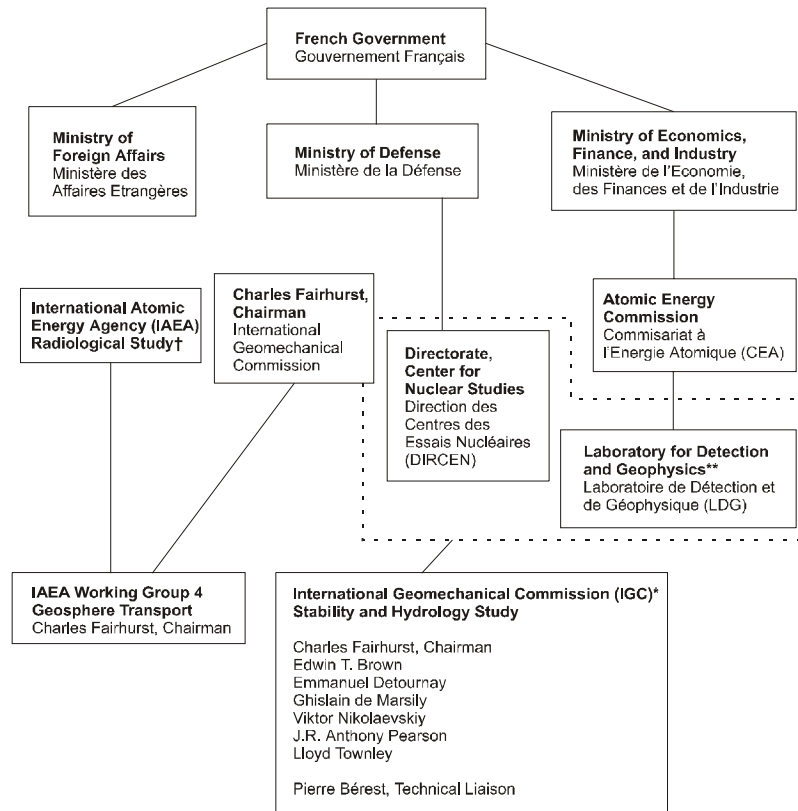 French Government
Gouvernement Français
Ministry of
Foreign Affairs
Ministère des
Affaires Etrangères
Ministry of Defense
Ministère de la Défense
Ministry of Economics,
Finance, and Industry
Ministère de l'Economie,
des Finances et de l'Industrie
International Atomic
Energy Agency (IAEA)
Radiological Study†
Charles Fairhurst,
Chairman
International
Geomechanical
Commission
Directorate,
Center for
Nuclear Studies
Direction des
Centres des
Essais Nucléaires
(DIRCEN)
Atomic Energy
Commission
Commisariat à
l'Energie Atomique (CEA)
Laboratory for Detection
and Geophysics**
Laboratoire de Détection et
de Géophysique (LDG)
IAEA Working Group 4
Geosphere Transport
Charles Fairhurst, Chairman
International Geomechanical Commission (IGC)*
Stability and Hydrology Study
Charles Fairhurst, Chairman
Edwin T. Brown
Emmanuel Detournay
Ghislain de Marsily
Viktor Nikolaevskiy
J.R. Anthony Pearson
Lloyd Townley
Pierre Bérest, Technical Liaison